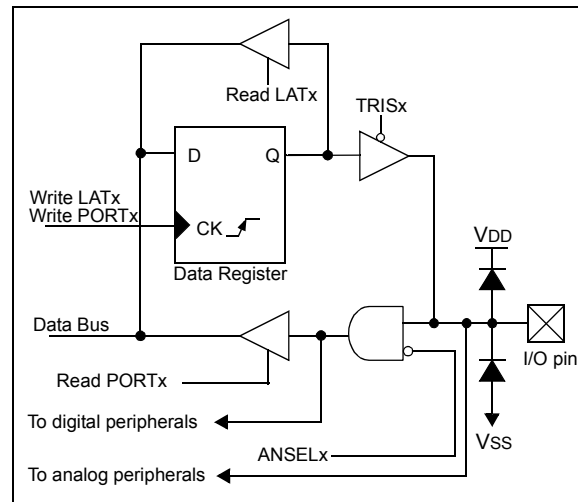 Read LATx
TRISx
D
Q
Write LATx
Write PORTx
CK
Data Register
VDD
Data Bus
I/O pin
Read PORTx
To digital peripherals
VSS
ANSELx
To analog peripherals